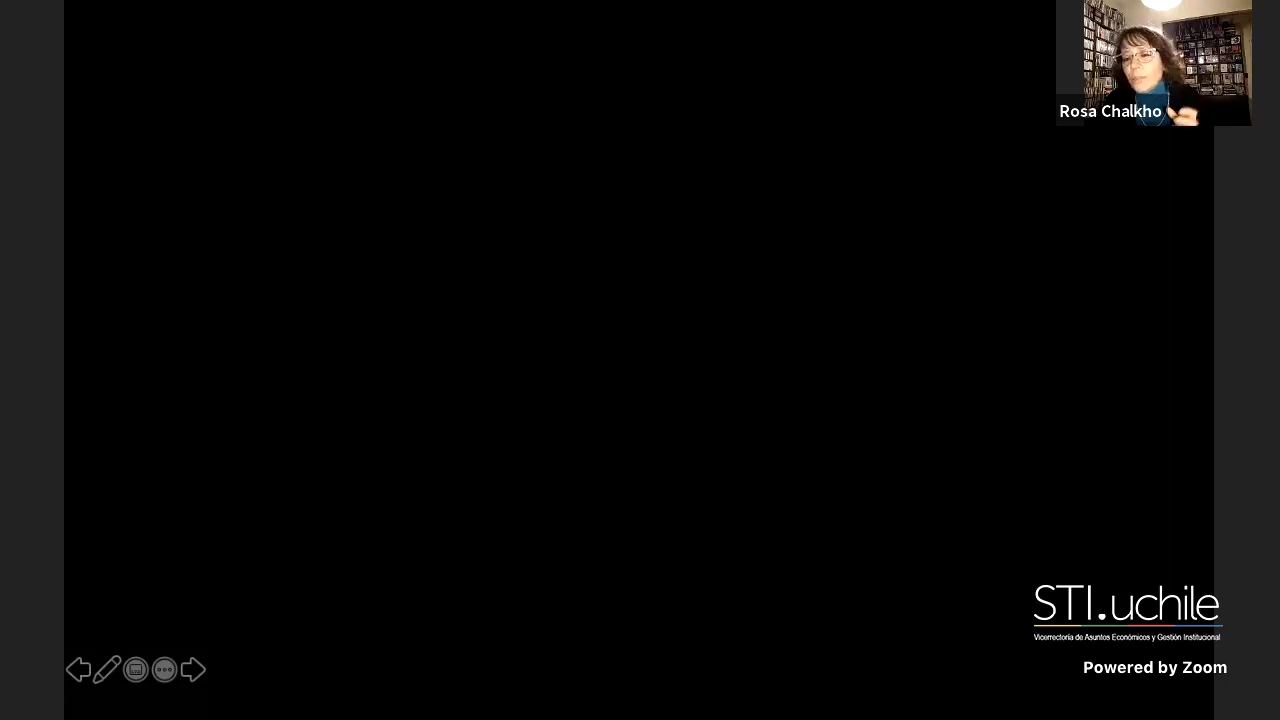 Rosa Chalkho
STI.uchile
Vicerrectoría de Asuntos Económicos y Gestión Institucional
Powered by Zoom